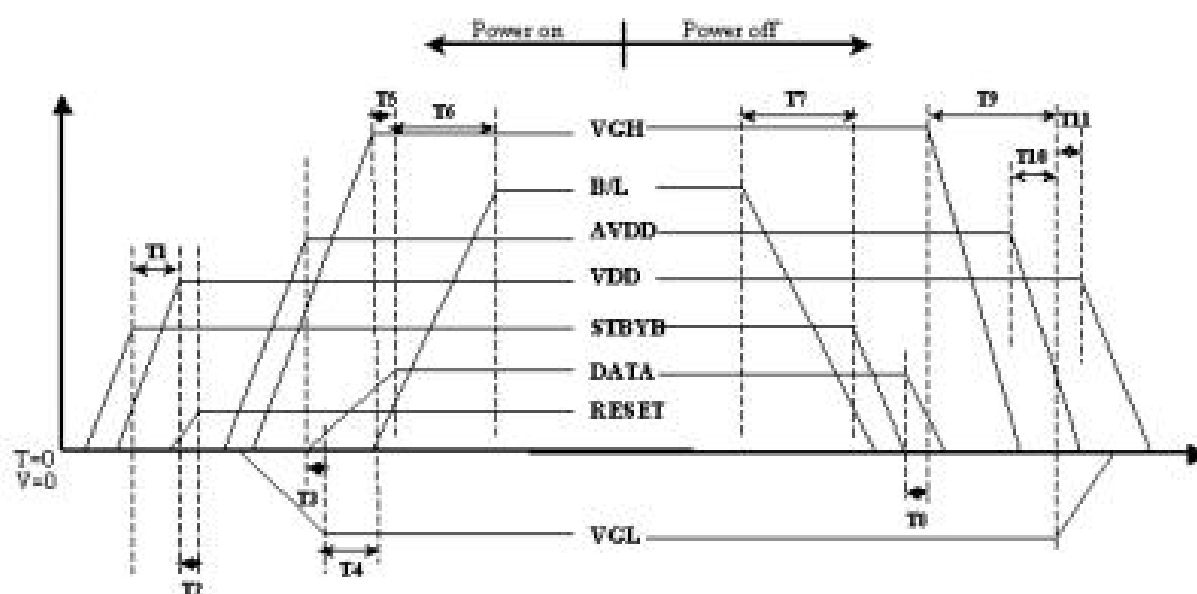 Power on
Power off
T5
T6
T7
T9
T11
VGH
T10
B/L
AVDD
T1
VDD
STBYB
DATA
RESET
T=0
V=0
T3
T8
VGL
T4
T2